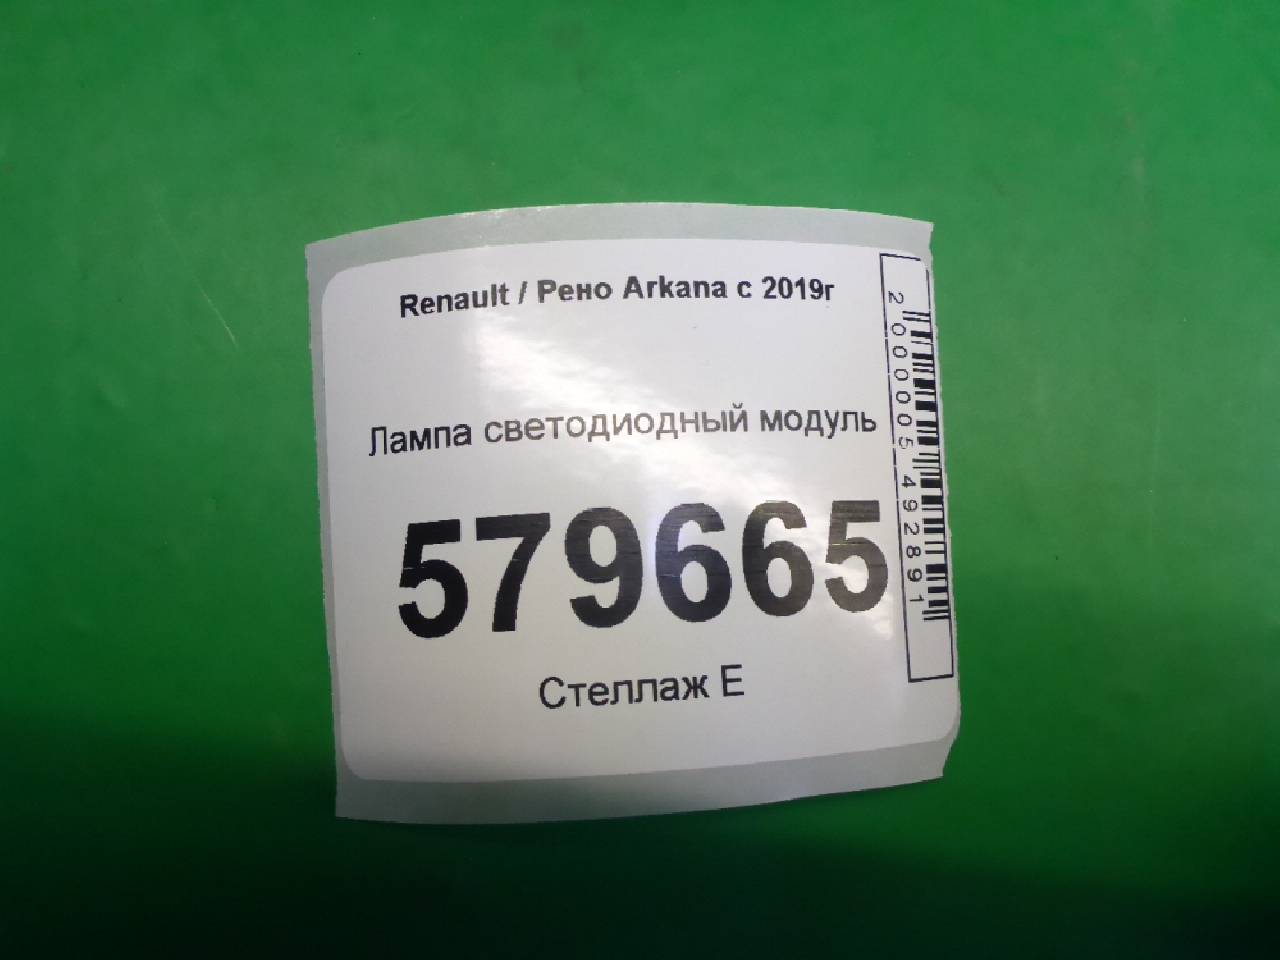 Renault / Рено Arkana с 2019г
Лампа светодиодный модуль
579665
Стеллаж Е
2000005492891